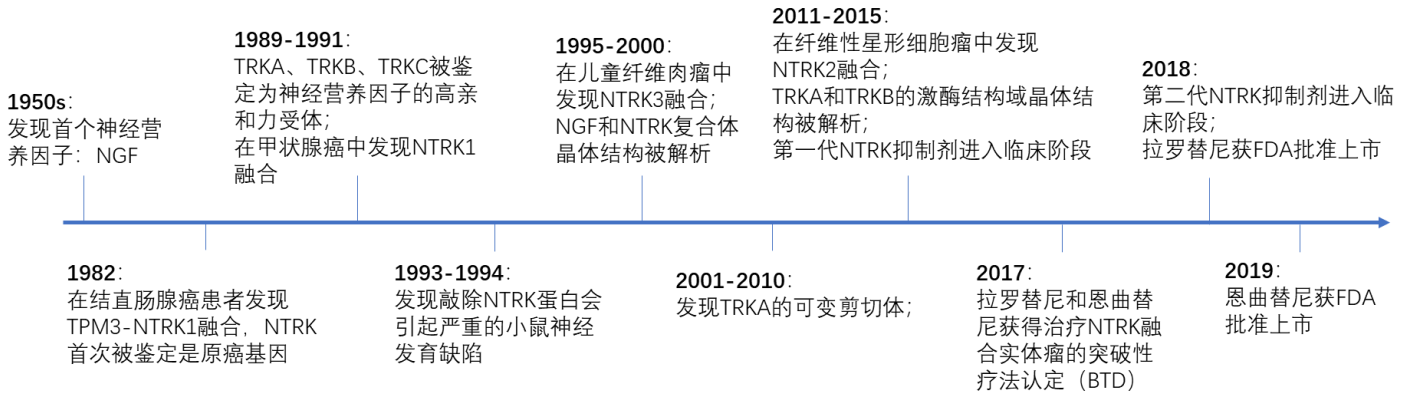 1950s：
发现首个神经营
养因子：NGF
1989-1991：
TRKA、TRKB、TRKC被鉴
定为神经营养因子的高亲
和力受体；
在甲状腺癌中发现NTRK1
融合
1995-2000：
在儿童纤维肉瘤中
发现NTRK3融合；
NGF和NTRK复合体
晶体结构被解析
2011-2015：
在纤维性星形细胞瘤中发现
NTRK2融合；
TRKA和TRKB的激酶结构域晶体结
构被解析；
第一代NTRK抑制剂进入临床阶段
2018：
第二代NTRK抑制剂进入临
床阶段；
拉罗替尼获FDA批准上市
1982：
在结直肠腺癌患者发现
TPM3-NTRK1融合，NTRK
首次被鉴定是原癌基因
1993-1994：
发现敲除NTRK蛋白会
引起严重的小鼠神经
发育缺陷
2001-2010：
发现TRKA的可变剪切体；
2017：
拉罗替尼和恩曲替
尼获得治疗NTRK融
合实体瘤的突破性
疗法认定（BTD）
2019：
恩曲替尼获FDA
批准上市